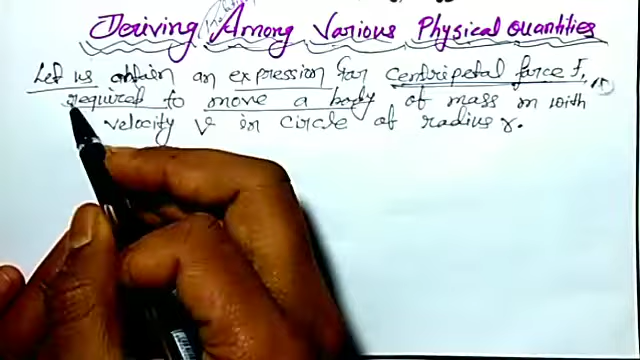 Deriving Among Various Physical Quantities
Let us obtain an expression for centripetal force F,
required to move a body of mass m with
velocity v in circle of radius r.